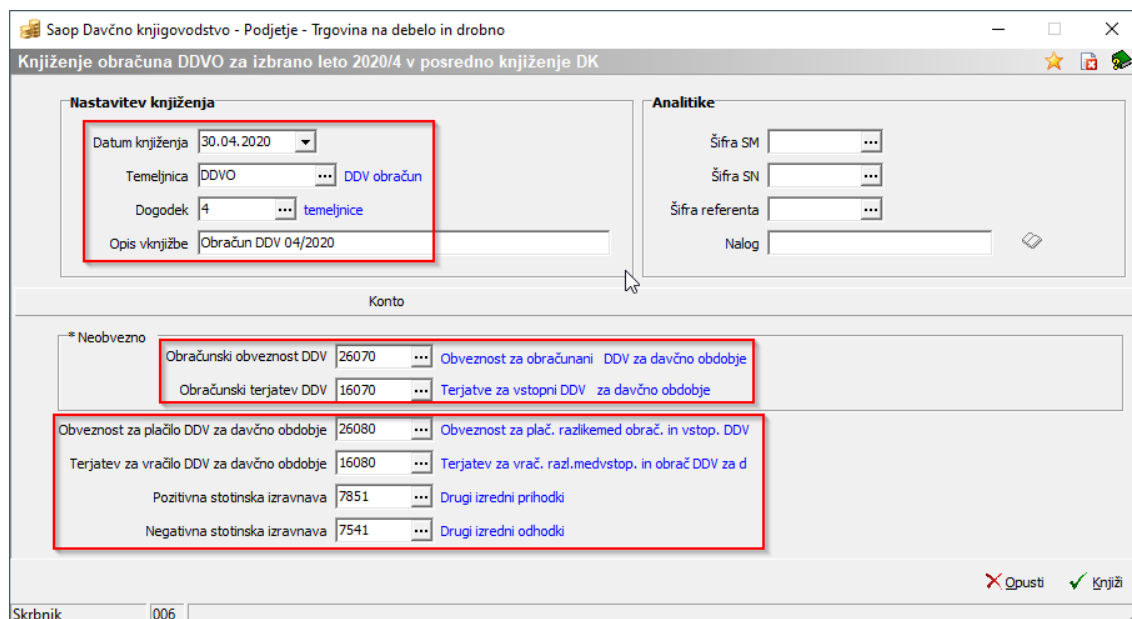 Saop Davčno knjigovodstvo - Podjetje - Trgovina na debelo in drobno
Knjiženje obračuna DDVO za izbrano leto 2020/4 v posredno knjiženje DK
Nastavitev knjiženja
Datum knjiženja 30.04.2020
Temeljnica DDVO ... DDV obračun
Dogodek 4 ... temeljnice
Opis vknjižbe Obračun DDV 04/2020
Analitike
Šifra SM ...
Šifra SN ...
Šifra referenta ...
Nalog
Konto
* Neobvezno
Obračunski obveznost DDV 26070 ... Obveznost za obračunani DDV za davčno obdobje
Obračunski terjatev DDV 16070 ... Terjatve za vstopni DDV za davčno obdobje
Obveznost za plačilo DDV za davčno obdobje 26080 ... Obveznost za plač. razlikemed obrač. in vstop. DDV
Terjatev za vračilo DDV za davčno obdobje 16080 ... Terjatev za vrač. razl.medvstop. in obrač DDV za d
Pozitivna stotinska izravnava 7851 ... Drugi izredni prihodki
Negativna stotinska izravnava 7541 ... Drugi izredni odhodki
Opusti Knjiži
Skrbnik 006